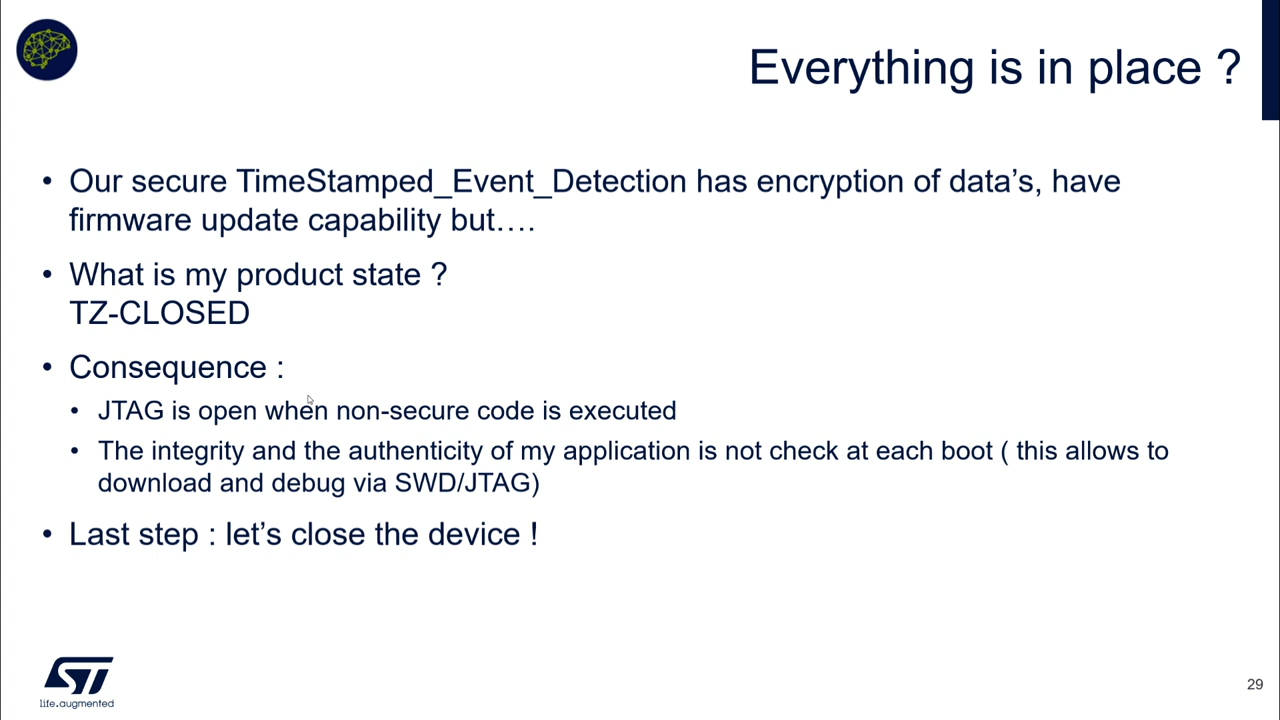 Everything is in place ?
• Our secure TimeStamped_Event_Detection has encryption of data’s, have
firmware update capability but….
• What is my product state ?
TZ-CLOSED
• Consequence :
• JTAG is open when non-secure code is executed
• The integrity and the authenticity of my application is not check at each boot ( this allows to
download and debug via SWD/JTAG)
• Last step : let’s close the device !
ST
life.augmented
29